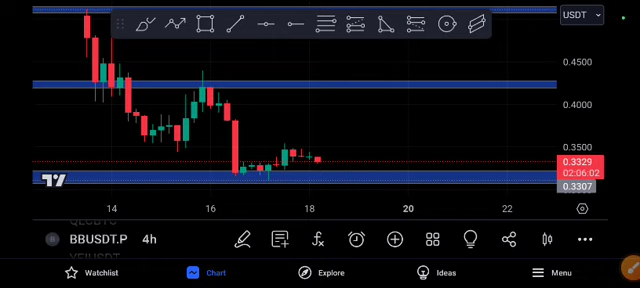 USDT
0.4500
0.4000
0.3500
0.3329
02:06:02
0.3307
14 16 18 20 22
BBUSDT.P 4h
Watchlist Chart Explore Ideas Menu